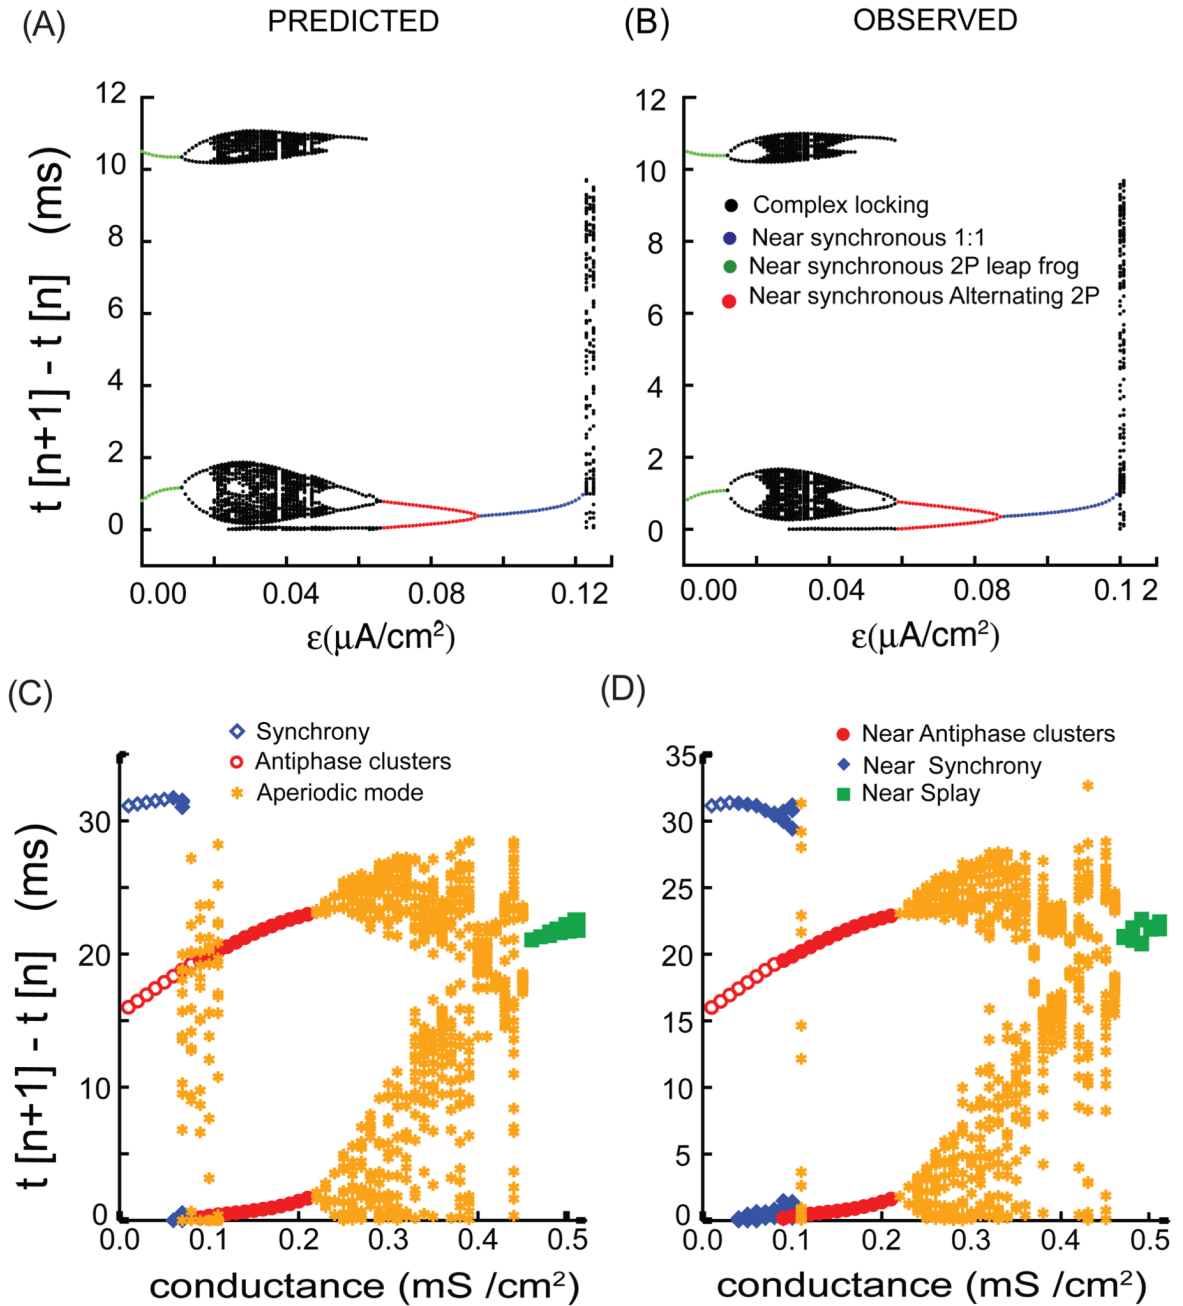 (A) PREDICTED
(B) OBSERVED
t [n+1] - t [n] (ms)
12
10
8
6
4
2
0
0.00 0.04 0.08 0.12
ε(μA/cm²)
12
10
8
6
4
2
0
Complex locking
Near synchronous 1:1
Near synchronous 2P leap frog
Near synchronous Alternating 2P
0.00 0.04 0.08 0.12
ε(μA/cm²)
(C)
Synchrony
Antiphase clusters
Aperiodic mode
t [n+1] - t [n] (ms)
30
20
10
0
0.0 0.1 0.2 0.3 0.4 0.5
conductance (mS /cm²)
(D)
Near Antiphase clusters
Near Synchrony
Near Splay
35
30
25
20
15
10
5
0
0.0 0.1 0.2 0.3 0.4 0.5
conductance (mS /cm²)